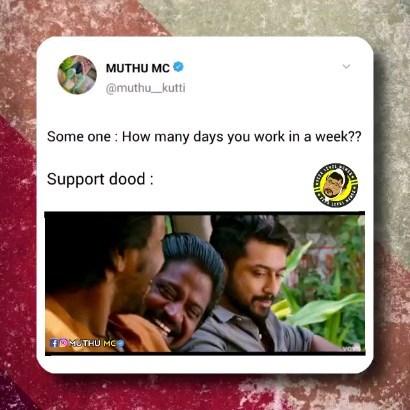 MUTHU MC
@muthu__kutti
Some one : How many days you work in a week??
Support dood :
MUTHU MC